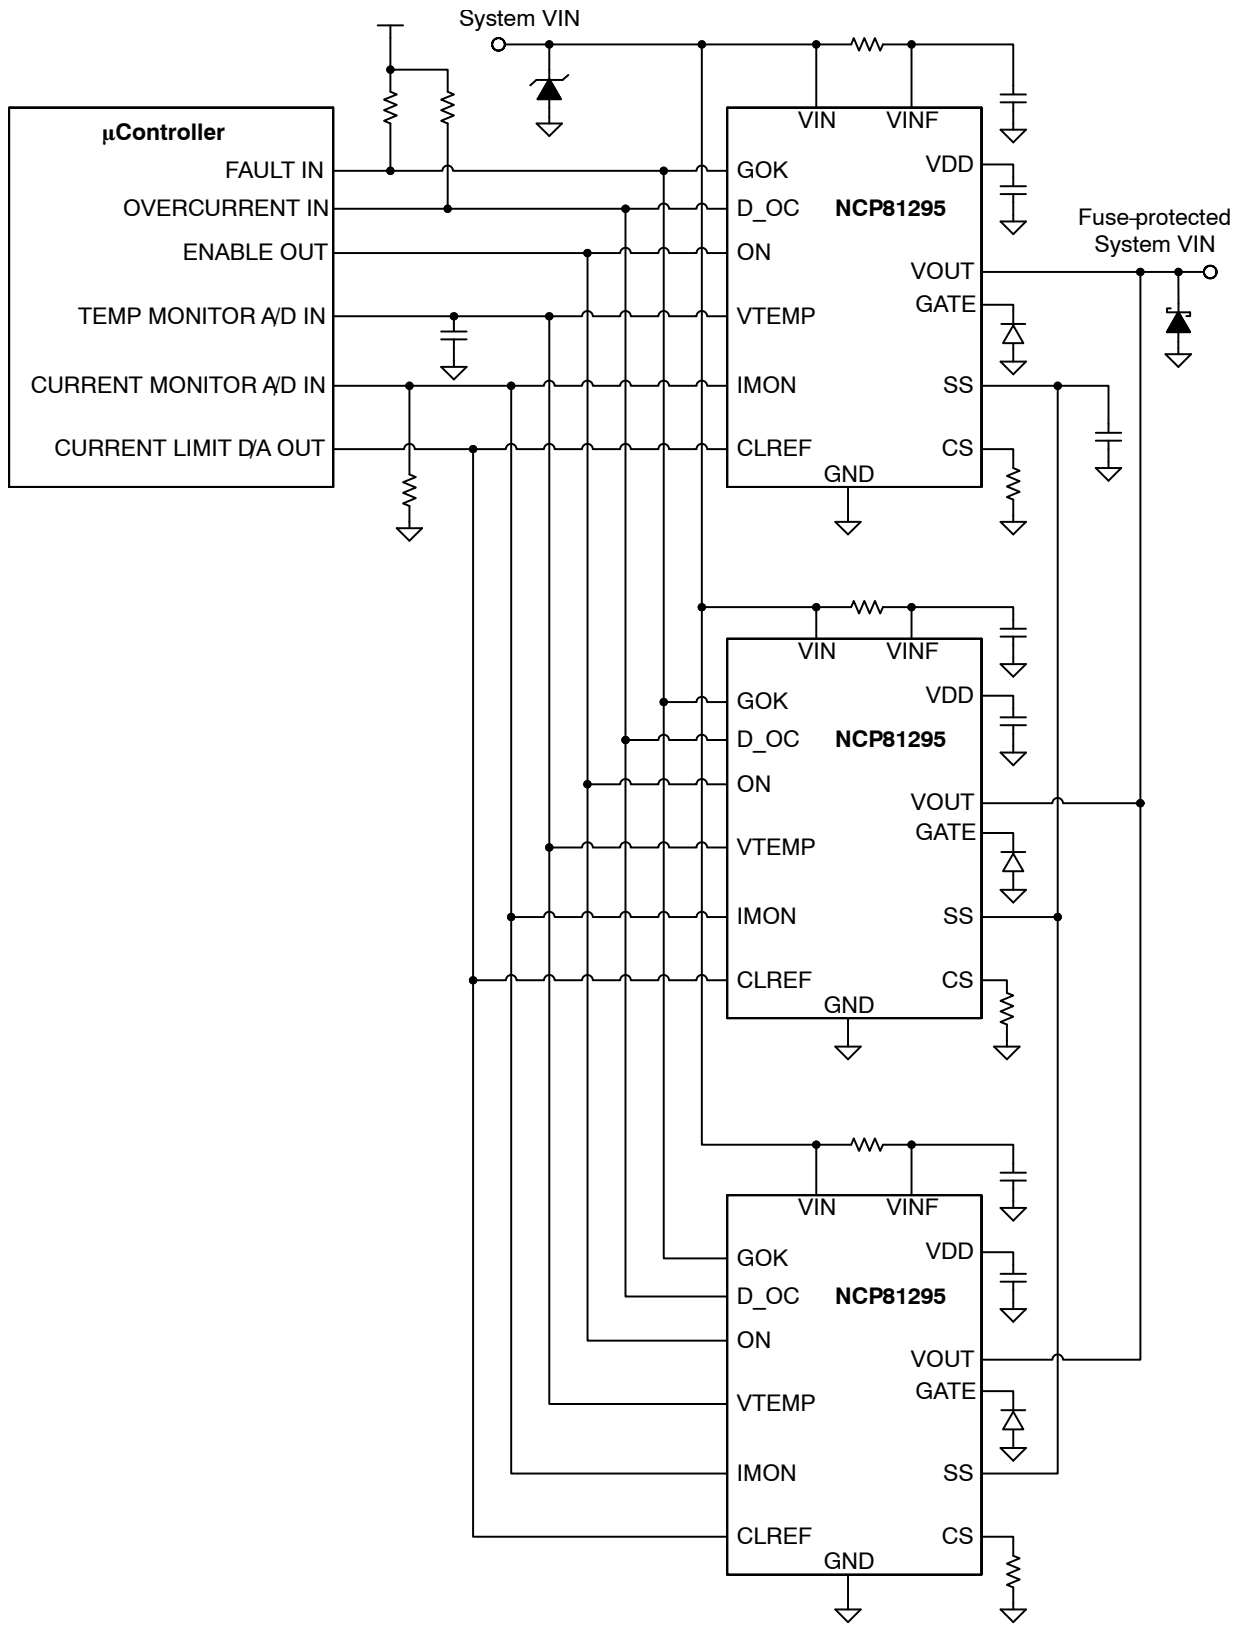 System VIN
µController
FAULT IN
OVERCURRENT IN
ENABLE OUT
TEMP MONITOR A/D IN
CURRENT MONITOR A/D IN
CURRENT LIMIT D/A OUT
VIN VINF
GOK
D_OC
ON
VTEMP
IMON
CLREF
NCP81295
VDD
VOUT
GATE
SS
CS
GND
Fuse-protected
System VIN
VIN VINF
GOK
D_OC
ON
VTEMP
IMON
CLREF
NCP81295
VDD
VOUT
GATE
SS
CS
GND
VIN VINF
GOK
D_OC
ON
VTEMP
IMON
CLREF
NCP81295
VDD
VOUT
GATE
SS
CS
GND